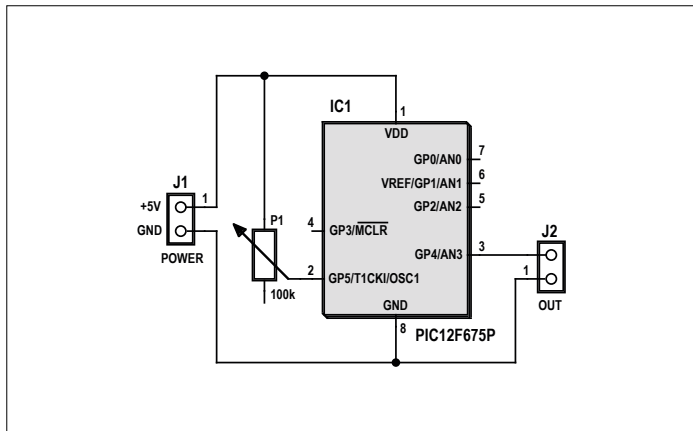 IC1
1
VDD
7
GP0/AN0
6
VREF/GP1/AN1
5
GP2/AN2
J1
1
+5V
GND
POWER
P1
100k
4
GP3/MCLR
2
GP5/T1CKI/OSC1
3
GP4/AN3
GND
8
PIC12F675P
J2
1
OUT